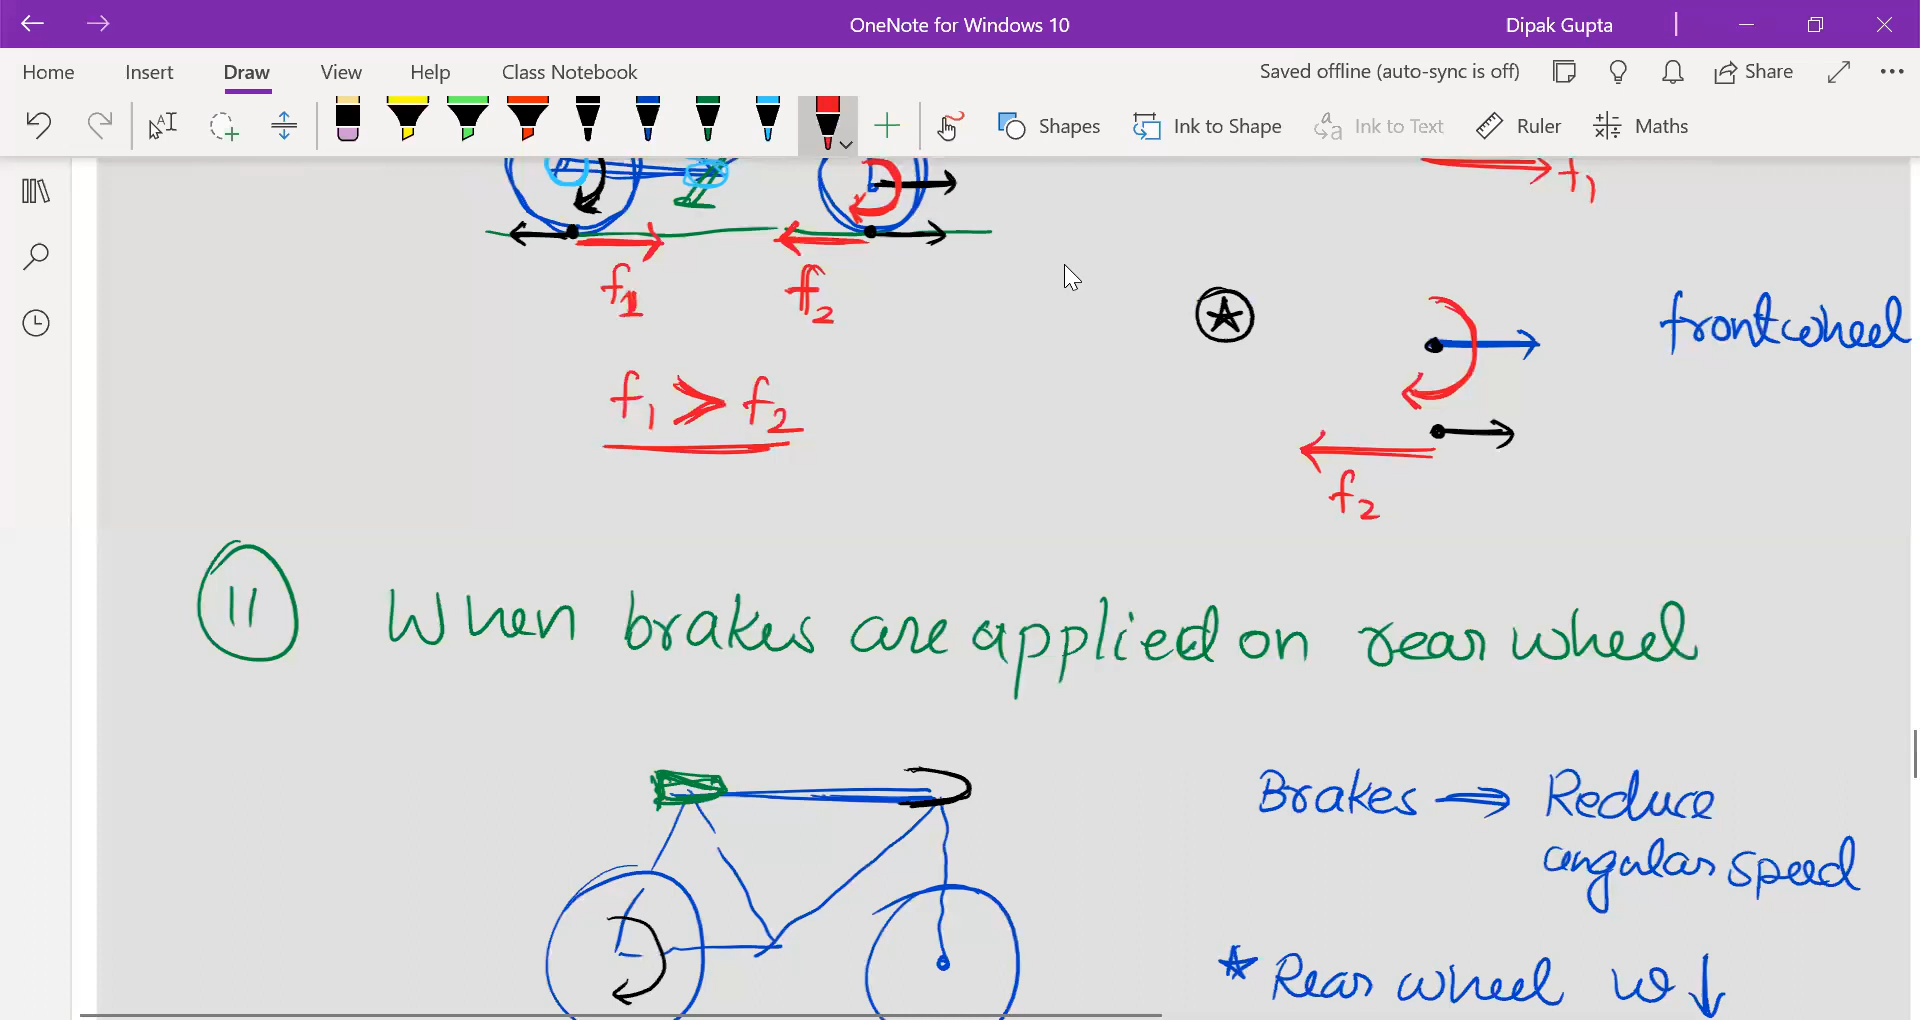 OneNote for Windows 10
Dipak Gupta
Home Insert Draw View Help Class Notebook
Saved offline (auto-sync is off)
Share
Shapes
Ink to Shape
Ink to Text
Ruler
Maths
f1
f1
f2
f1 > f2
front wheel
f2
11 When brakes are applied on rear wheel
Brakes → Reduce
angular speed
* Rear wheel ω ↓